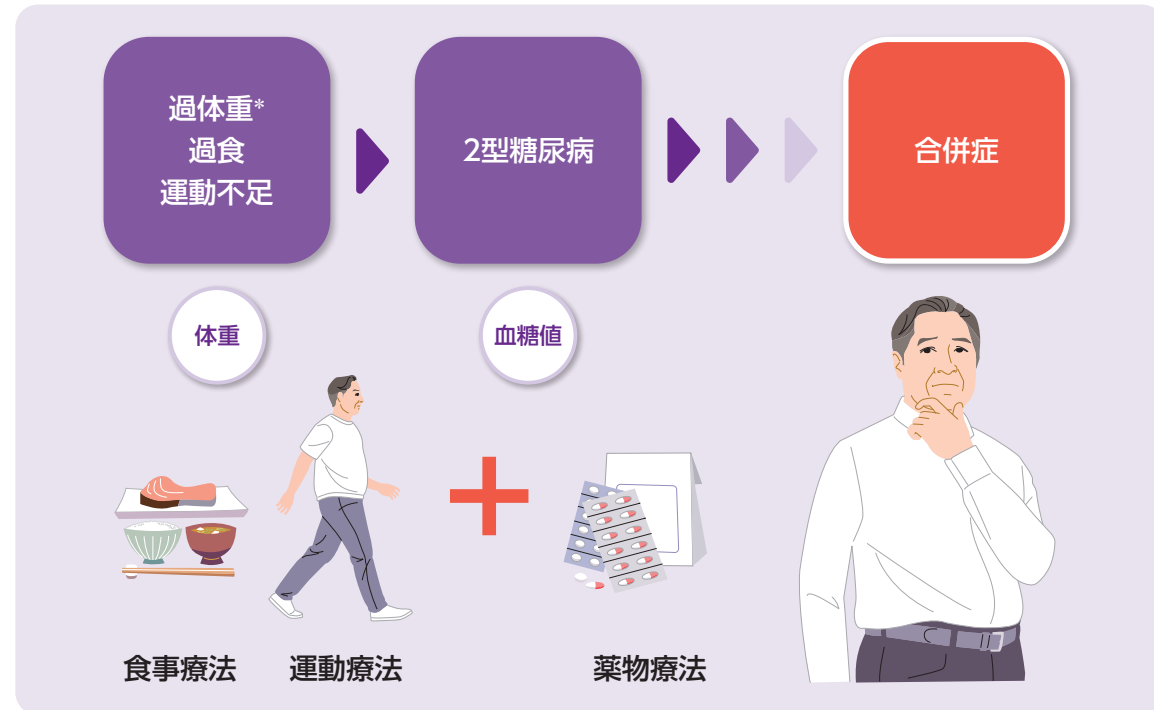 過体重*
過食
運動不足
2型糖尿病
合併症
体重
血糖値
食事療法
運動療法
薬物療法